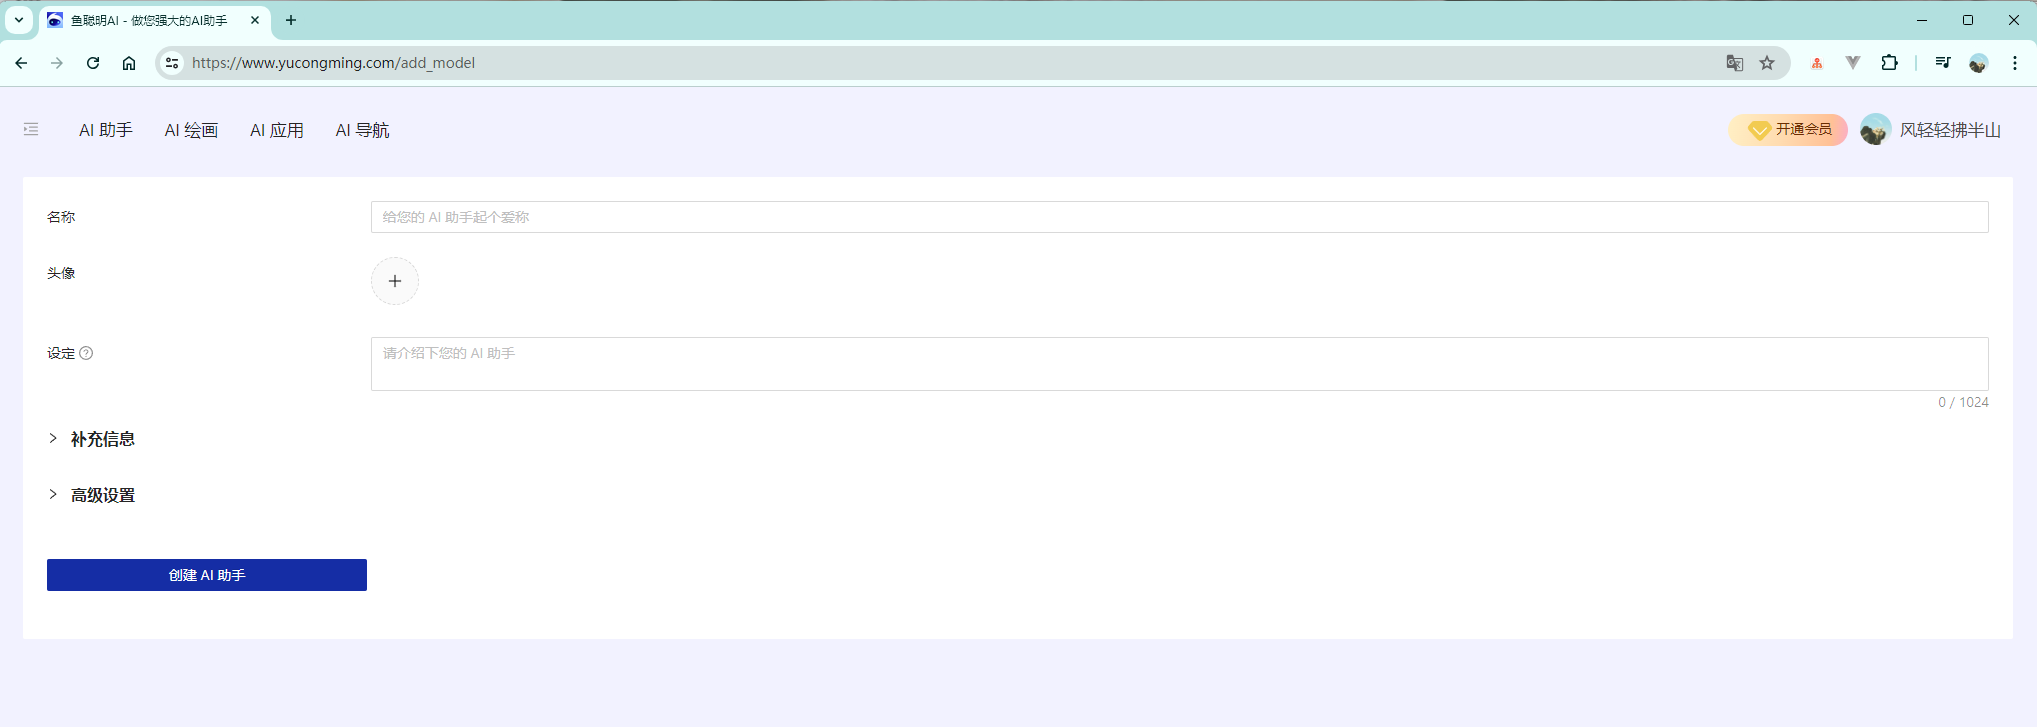 鱼聪明AI - 做您强大的AI助手
https://www.yucongming.com/add_model
AI 助手 AI 绘画 AI 应用 AI 导航 开通会员 风轻轻拂半山
名称 给您的 AI 助手起个爱称
头像
设定 请介绍下您的 AI 助手
0 / 1024
补充信息
高级设置
创建 AI 助手